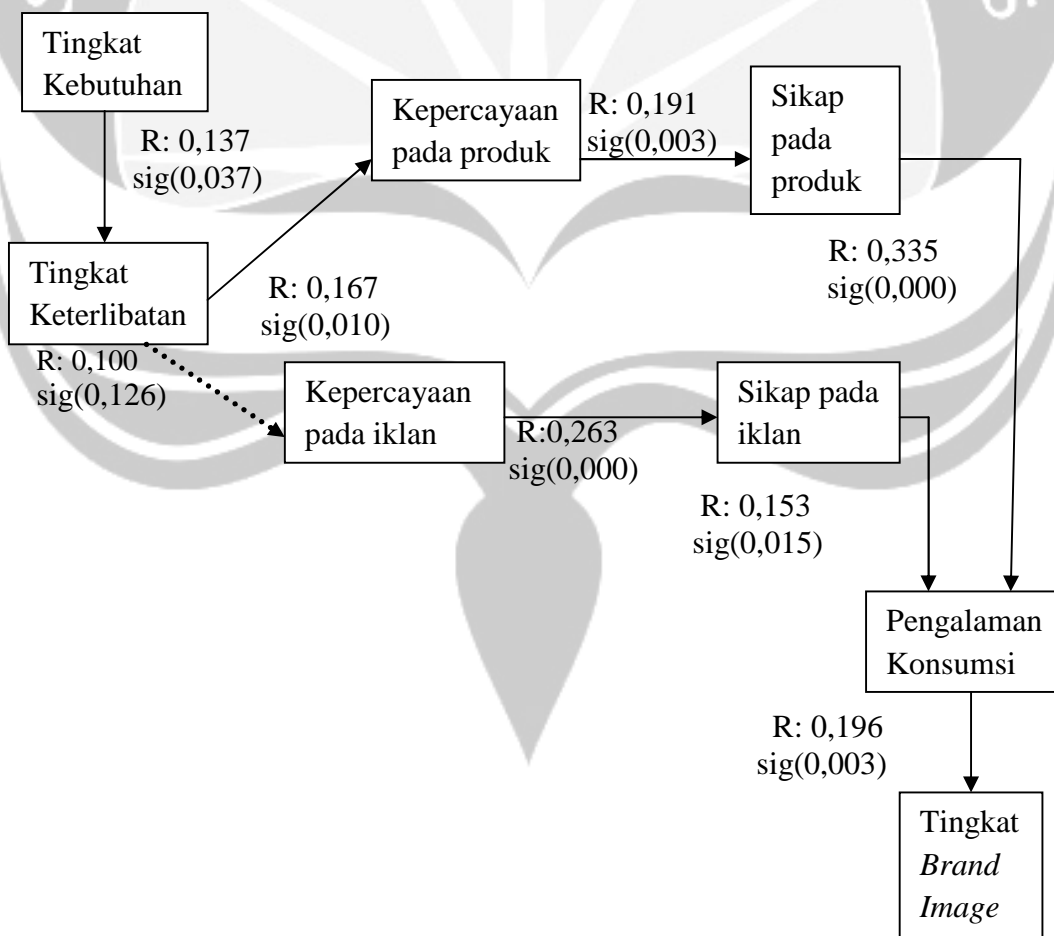 Tingkat
Kebutuhan
R: 0,137
sig(0,037)
Kepercayaan
pada produk
R: 0,191
sig(0,003)
Sikap
pada
produk
Tingkat
Keterlibatan
R: 0,167
sig(0,010)
R: 0,335
sig(0,000)
R: 0,100
sig(0,126)
Kepercayaan
pada iklan
R:0,263
sig(0,000)
Sikap pada
iklan
R: 0,153
sig(0,015)
Pengalaman
Konsumsi
R: 0,196
sig(0,003)
Tingkat
Brand
Image